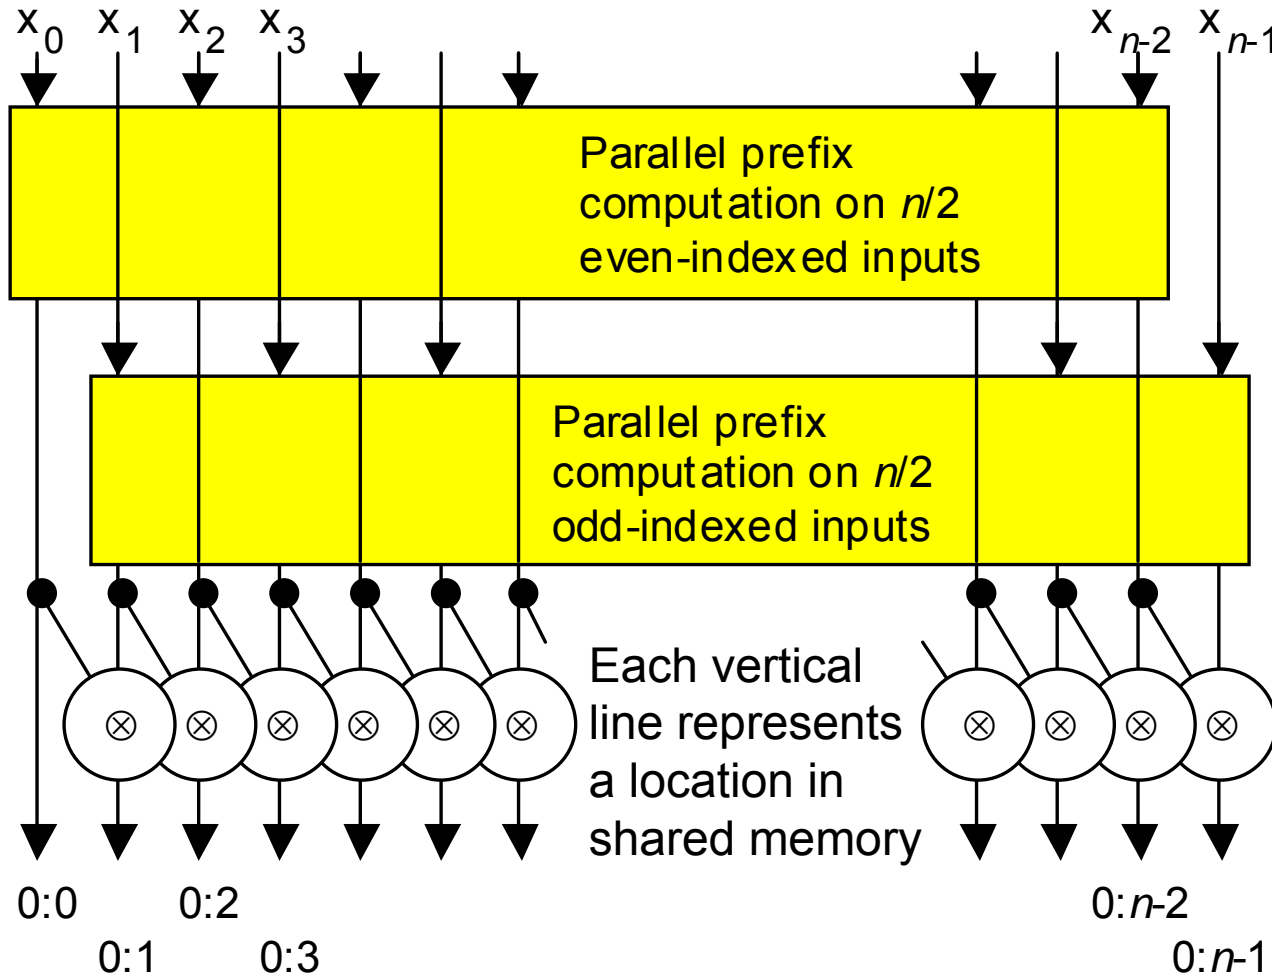 x0 x1 x2 x3 xn-2 xn-1
Parallel prefix
computation on n/2
even-indexed inputs
Parallel prefix
computation on n/2
odd-indexed inputs
Each vertical
line represents
a location in
shared memory
⊗ ⊗ ⊗ ⊗ ⊗ ⊗ ⊗ ⊗ ⊗ ⊗
0:0 0:2 0:n-2
0:1 0:3 0:n-1